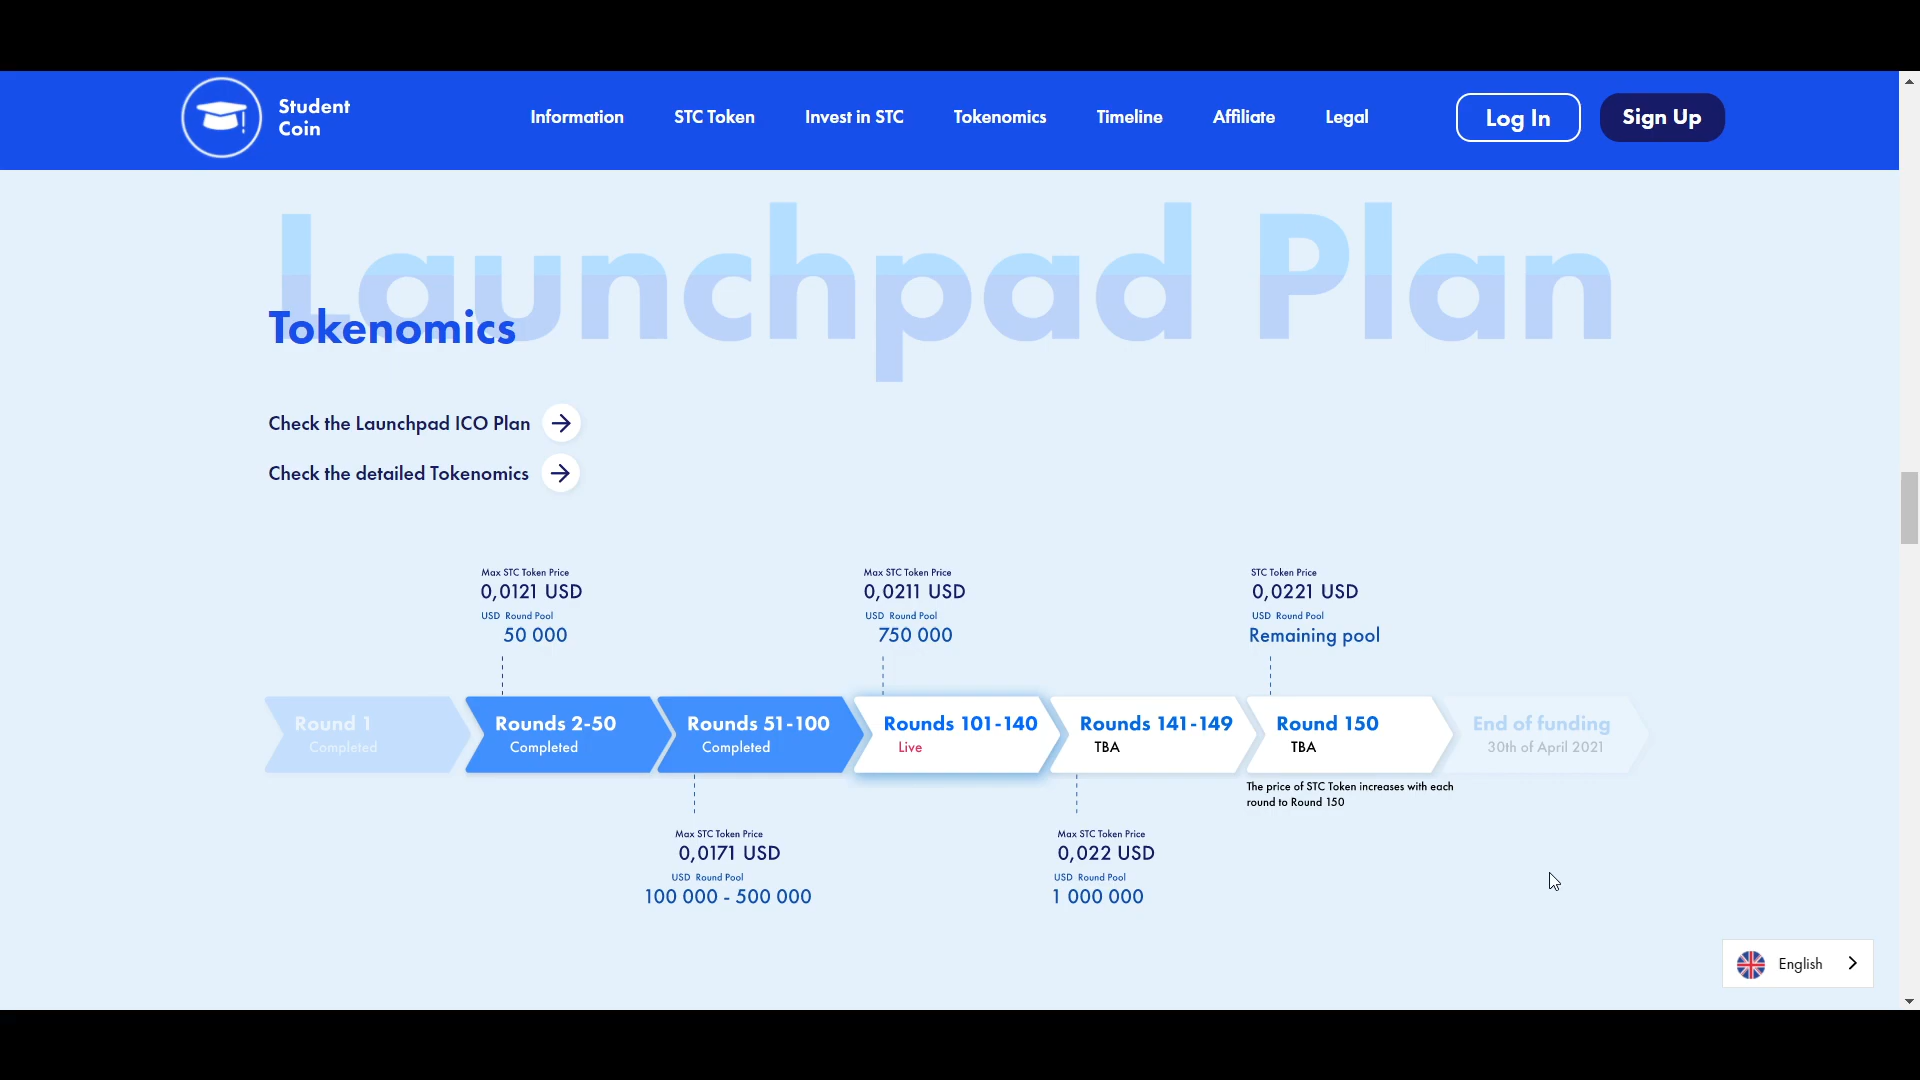 Student
Coin
Information
STC Token
Invest in STC
Tokenomics
Timeline
Affiliate
Legal
Log In
Sign Up
Launchpad Plan
Tokenomics
Check the Launchpad ICO Plan
Check the detailed Tokenomics
Max STC Token Price
0,0121 USD
USD Round Pool
50 000
Max STC Token Price
0,0211 USD
USD Round Pool
750 000
STC Token Price
0,0221 USD
USD Round Pool
Remaining pool
Round 1
Completed
Rounds 2-50
Completed
Rounds 51-100
Completed
Rounds 101-140
Live
Rounds 141-149
TBA
Round 150
TBA
End of funding
30th of April 2021
The price of STC Token increases with each
round to Round 150
Max STC Token Price
0,0171 USD
USD Round Pool
100 000 - 500 000
Max STC Token Price
0,022 USD
USD Round Pool
1 000 000
English